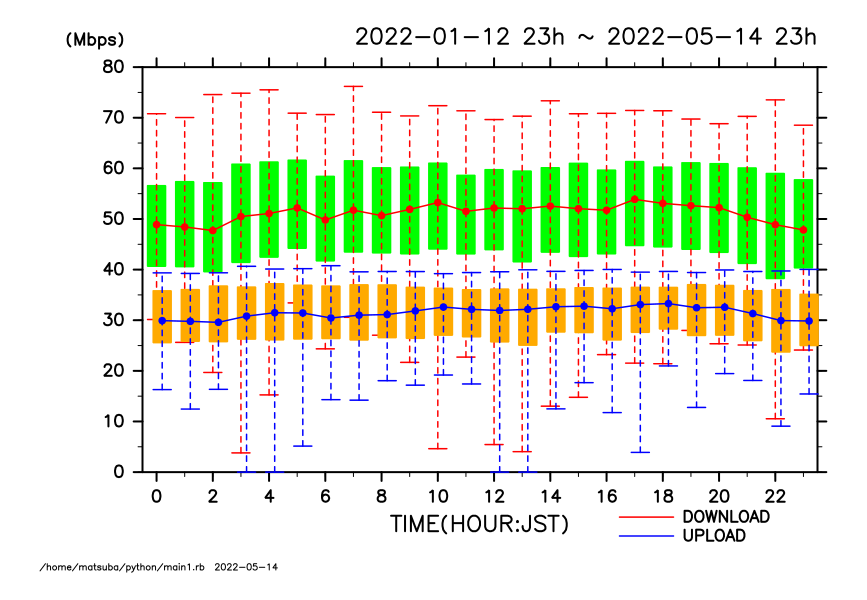 (Mbps)
2022-01-12 23h ~ 2022-05-14 23h
80
70
60
50
40
30
20
10
0
0 2 4 6 8 10 12 14 16 18 20 22
TIME(HOUR:JST)
DOWNLOAD
UPLOAD
/home/matsuba/python/main1.rb 2022-05-14